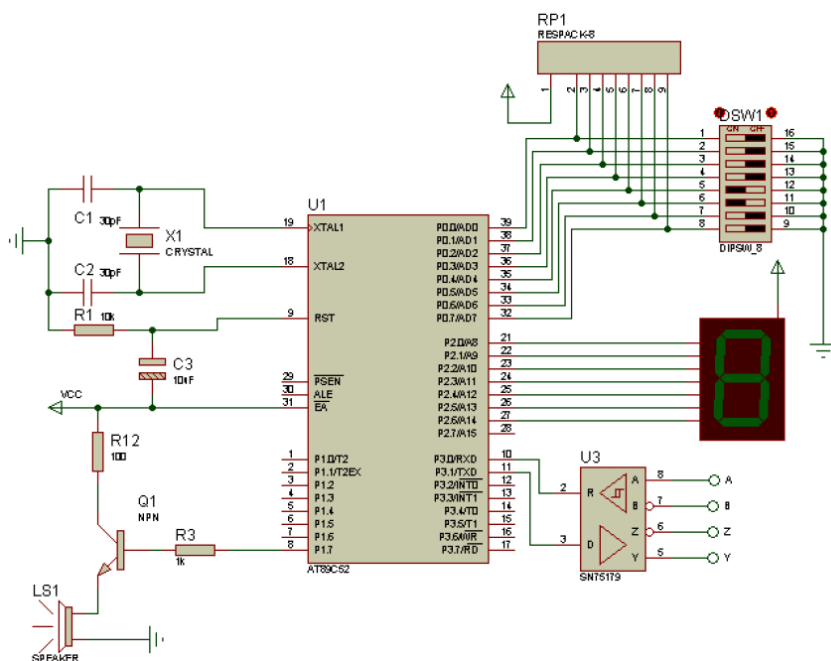 RP1
RESPACK-8
1 2 3 4 5 6 7 8 9
DSW1
ON OFF
1 16
2 15
3 14
4 13
5 12
6 11
7 10
8 9
DIPSW_8
C1
30pF
X1
CRYSTAL
C2
30pF
R1
10k
C3
VCC
R12
100
Q1
NPN
R3
1k
LS1
SPEAKER
U1
19 XTAL1
18 XTAL2
9 RST
29 PSEN
30 ALE
31 EA
1 P1.0/T2
2 P1.1/T2EX
3 P1.2
4 P1.3
5 P1.4
6 P1.5
7 P1.6
8 P1.7
P0.0/AD0 39
P0.1/AD1 38
P0.2/AD2 37
P0.3/AD3 36
P0.4/AD4 35
P0.5/AD5 34
P0.6/AD6 33
P0.7/AD7 32
P2.0/A8 21
P2.1/A9 22
P2.2/A10 23
P2.3/A11 24
P2.4/A12 25
P2.5/A13 26
P2.6/A14 27
P2.7/A15 28
P3.0/RXD 10
P3.1/TXD 11
P3.2/INT0 12
P3.3/INT1 13
P3.4/T0 14
P3.5/T1 15
P3.6/WR 16
P3.7/RD 17
AT89C52
8
U3
2 R
3 D
A 8 A
B 7 B
Z 6 Z
Y 5 Y
SN75179